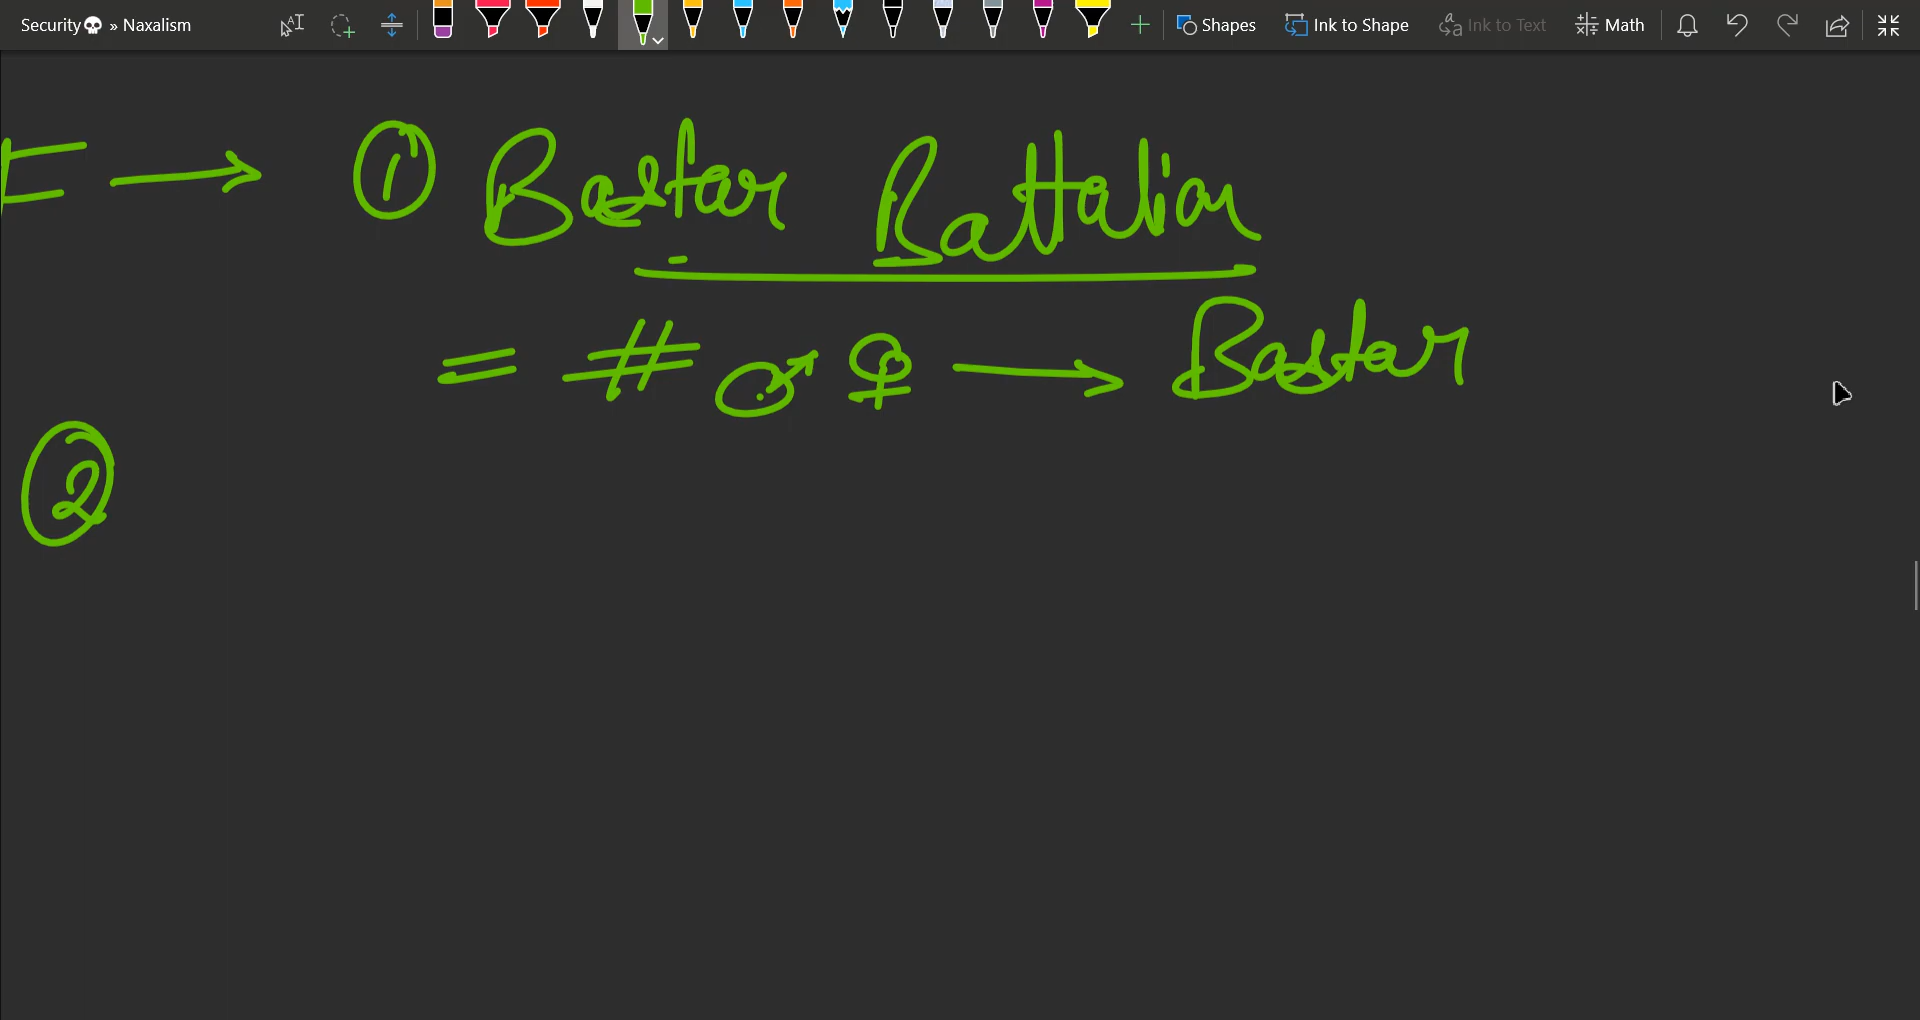 Security💀 » Naxalism
Shapes Ink to Shape Ink to Text Math
F → ① Bastar Battalion
= # ♂ ♀ → Bastar
②